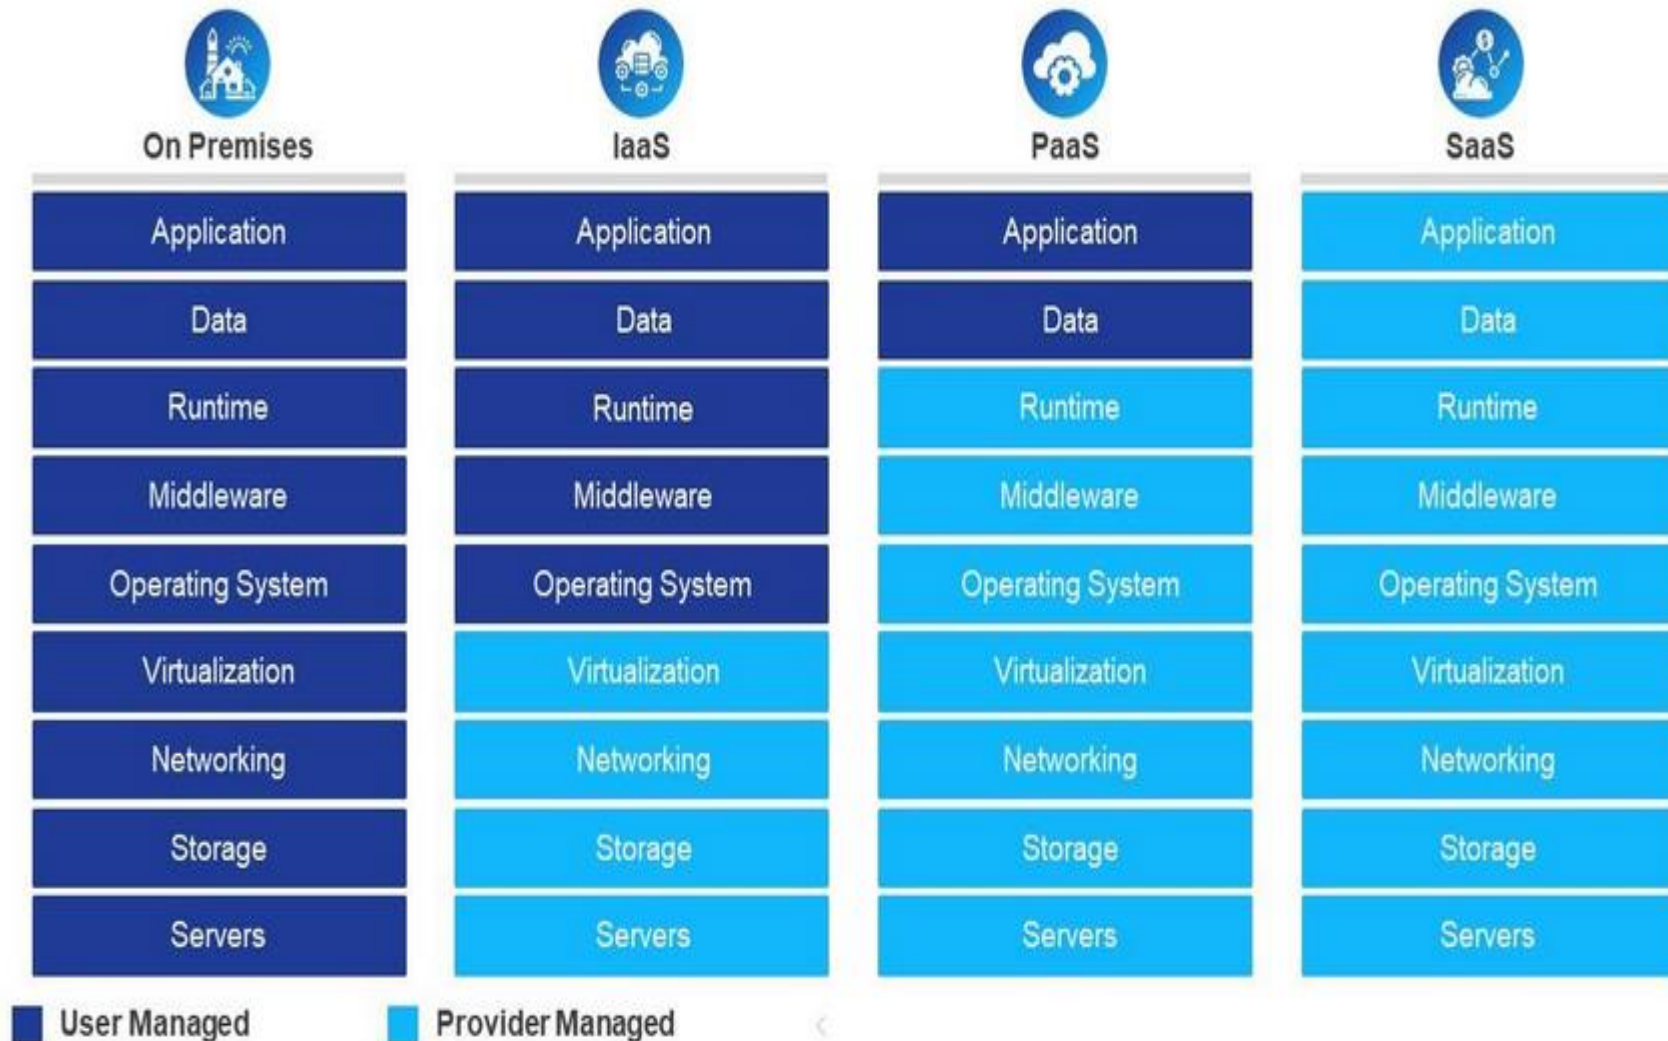 On Premises
IaaS
PaaS
SaaS
Application
Application
Application
Application
Data
Data
Data
Data
Runtime
Runtime
Runtime
Runtime
Middleware
Middleware
Middleware
Middleware
Operating System
Operating System
Operating System
Operating System
Virtualization
Virtualization
Virtualization
Virtualization
Networking
Networking
Networking
Networking
Storage
Storage
Storage
Storage
Servers
Servers
Servers
Servers
User Managed
Provider Managed